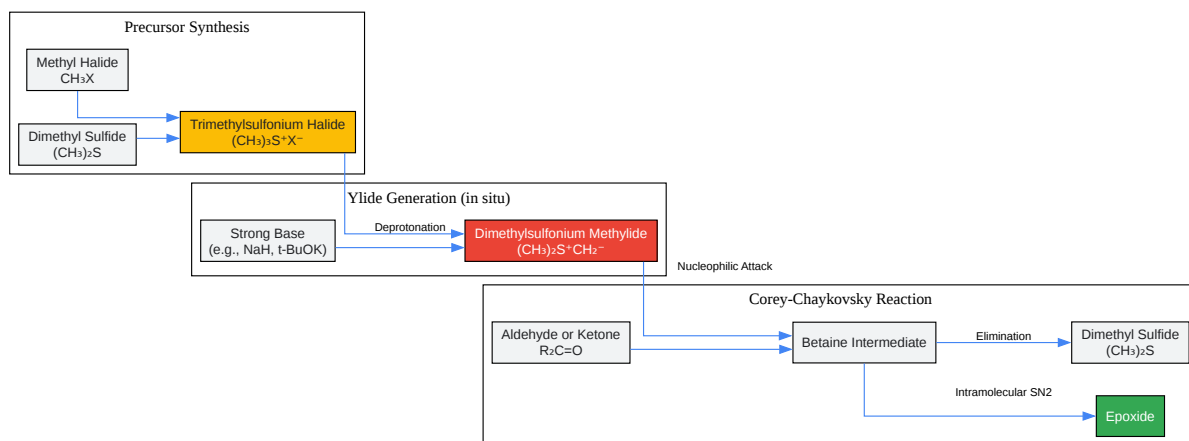 Precursor Synthesis
Methyl Halide
CH₃X
Dimethyl Sulfide
(CH₃)₂S
Trimethylsulfonium Halide
(CH₃)₃S⁺X⁻
Ylide Generation (in situ)
Strong Base
(e.g., NaH, t-BuOK)
Deprotonation
Dimethylsulfonium Methylide
(CH₃)₂S⁺CH₂⁻
Nucleophilic Attack
Corey-Chaykovsky Reaction
Aldehyde or Ketone
R₂C=O
Betaine Intermediate
Elimination
Dimethyl Sulfide
(CH₃)₂S
Intramolecular SN2
Epoxide